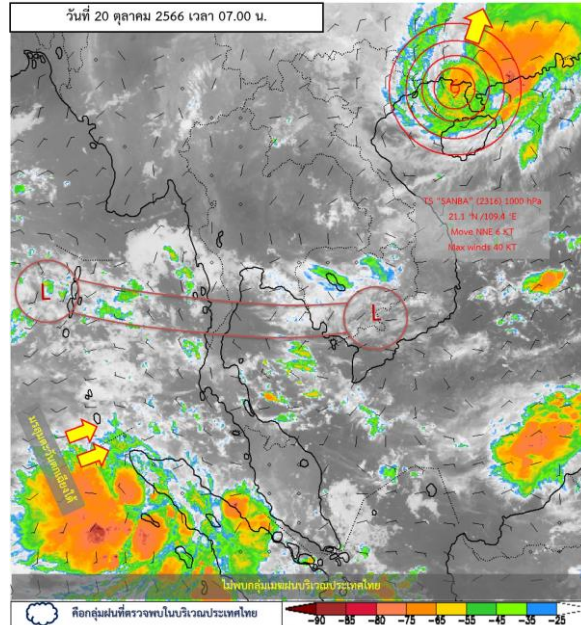 วันที่ 20 ตุลาคม 2566 เวลา 07.00 น.
TS "SANBA" (2316) 1000 hPa
21.1 °N /109.4 °E
Move NNE 6 KT
Max winds 40 KT
L
L
มรสุมตะวันตกเฉียงใต้
ไม่พบกลุ่มเมฆฝนบริเวณประเทศไทย
คือกลุ่มฝนที่ตรวจพบในบริเวณประเทศไทย
-90 -85 -80 -75 -65 -55 -45 -35 -25